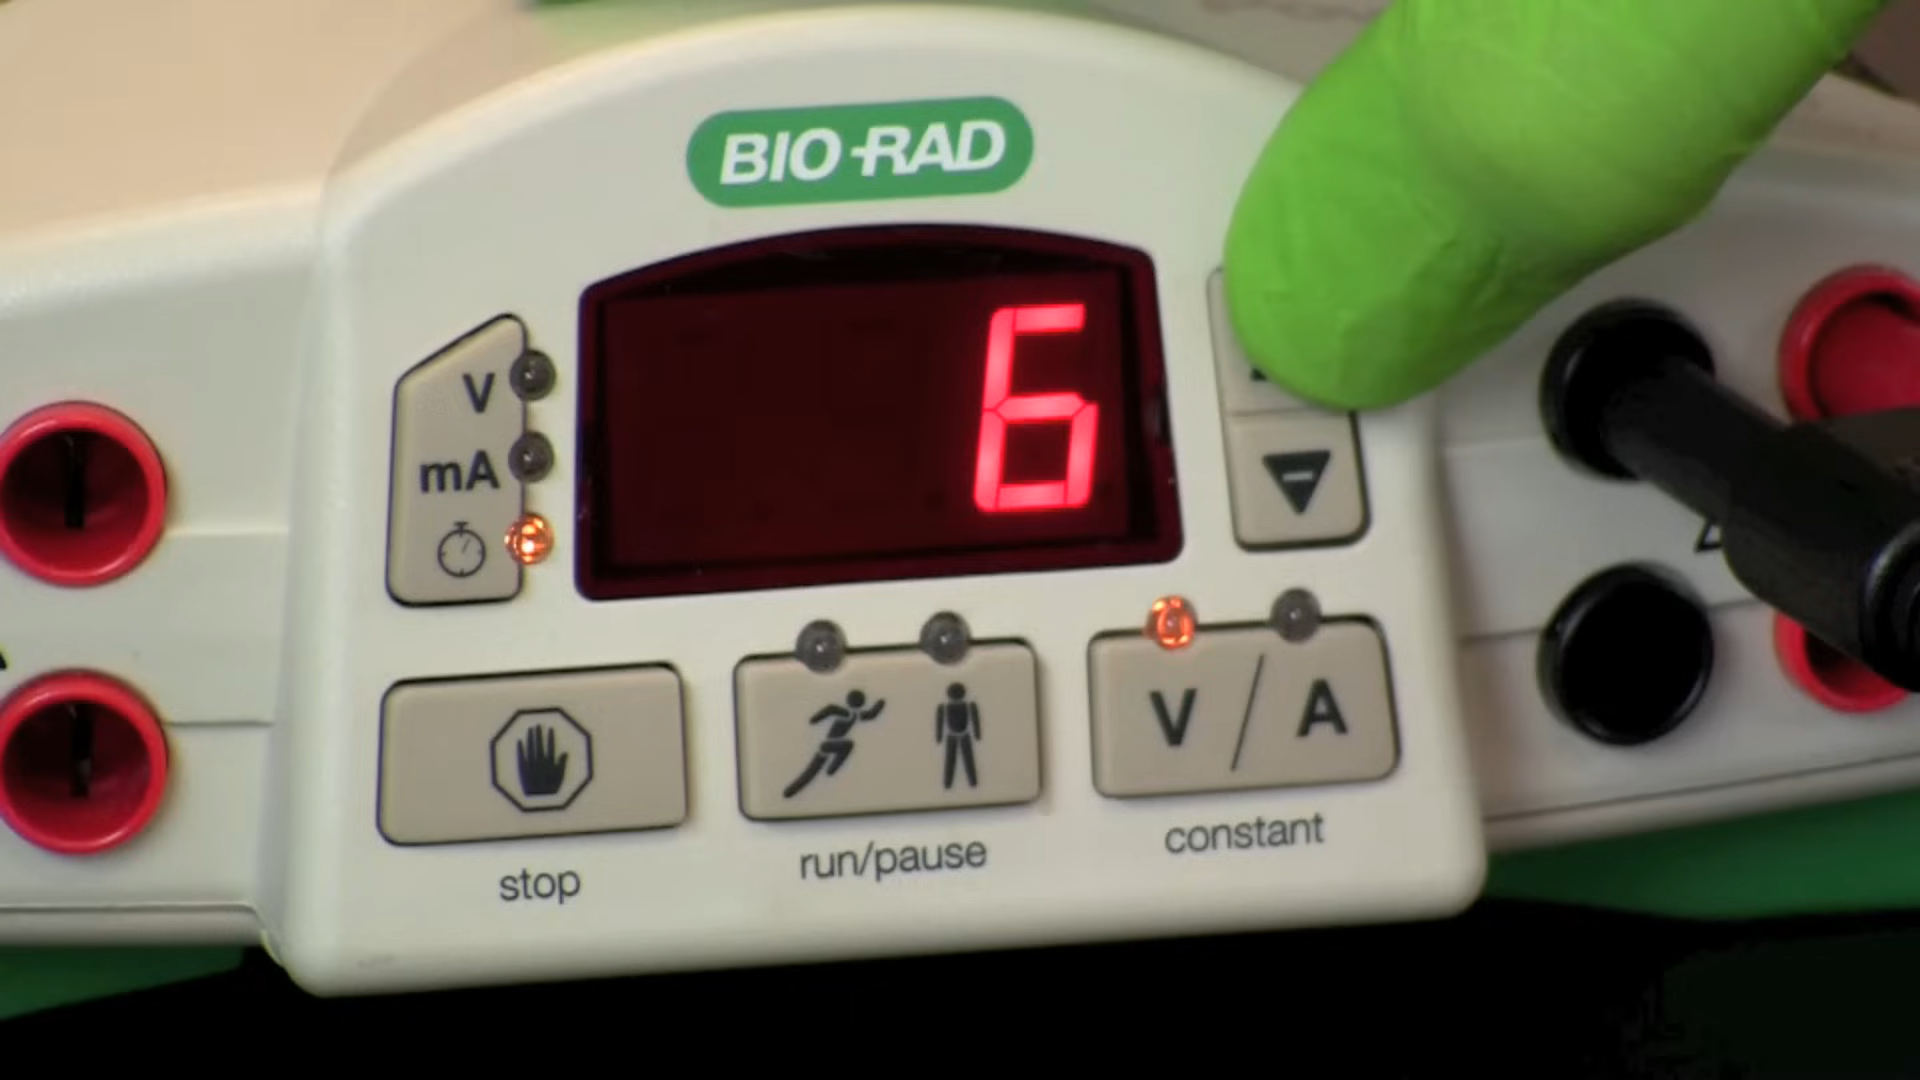 BIO-RAD
6
V
mA
V / A
stop
run/pause
constant